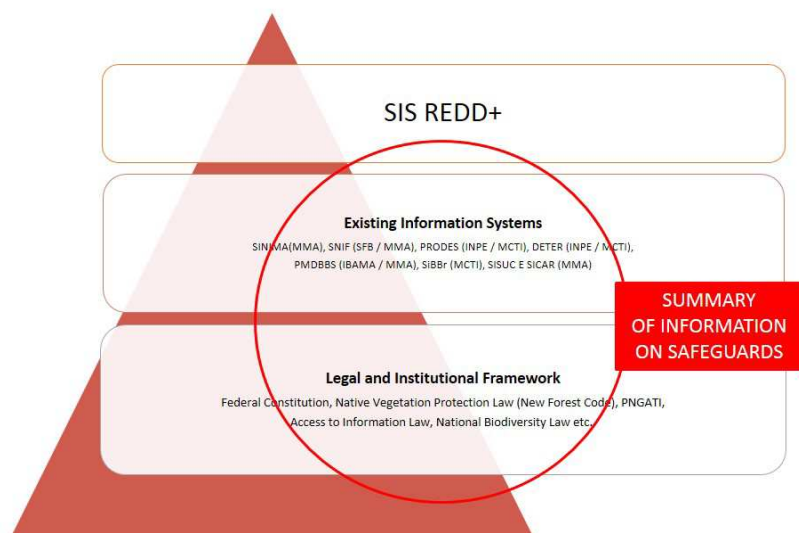 SIS REDD+
Existing Information Systems
SINIMA(MMA), SNIF (SFB / MMA), PRODES (INPE / MCTI), DETER (INPE / MCTI),
PMDBBS (IBAMA / MMA), SiBBr (MCTI), SISUC E SICAR (MMA)
SUMMARY
OF INFORMATION
ON SAFEGUARDS
Legal and Institutional Framework
Federal Constitution, Native Vegetation Protection Law (New Forest Code), PNGATI,
Access to Information Law, National Biodiversity Law etc.